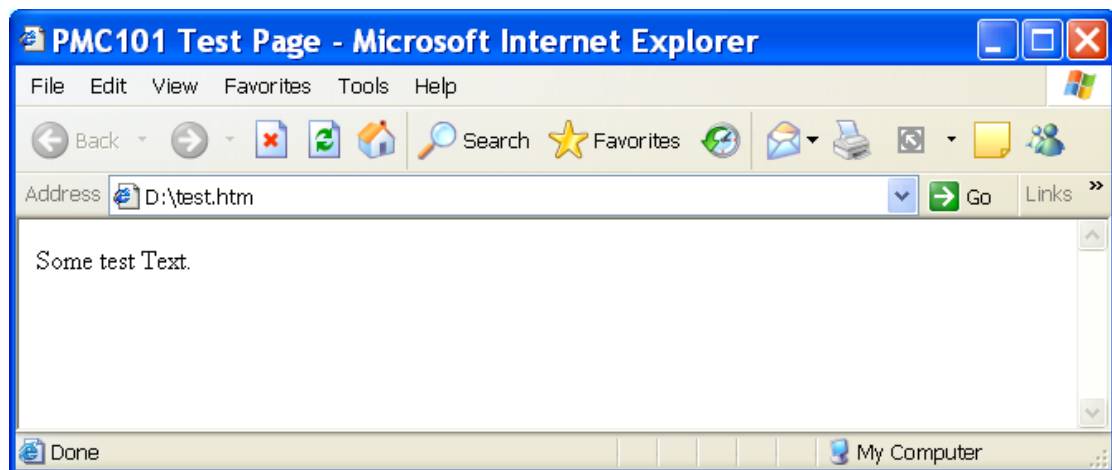 PMC101 Test Page - Microsoft Internet Explorer
File Edit View Favorites Tools Help
Back Search Favorites
Address D:\test.htm Go Links »
Some test Text.
Done My Computer